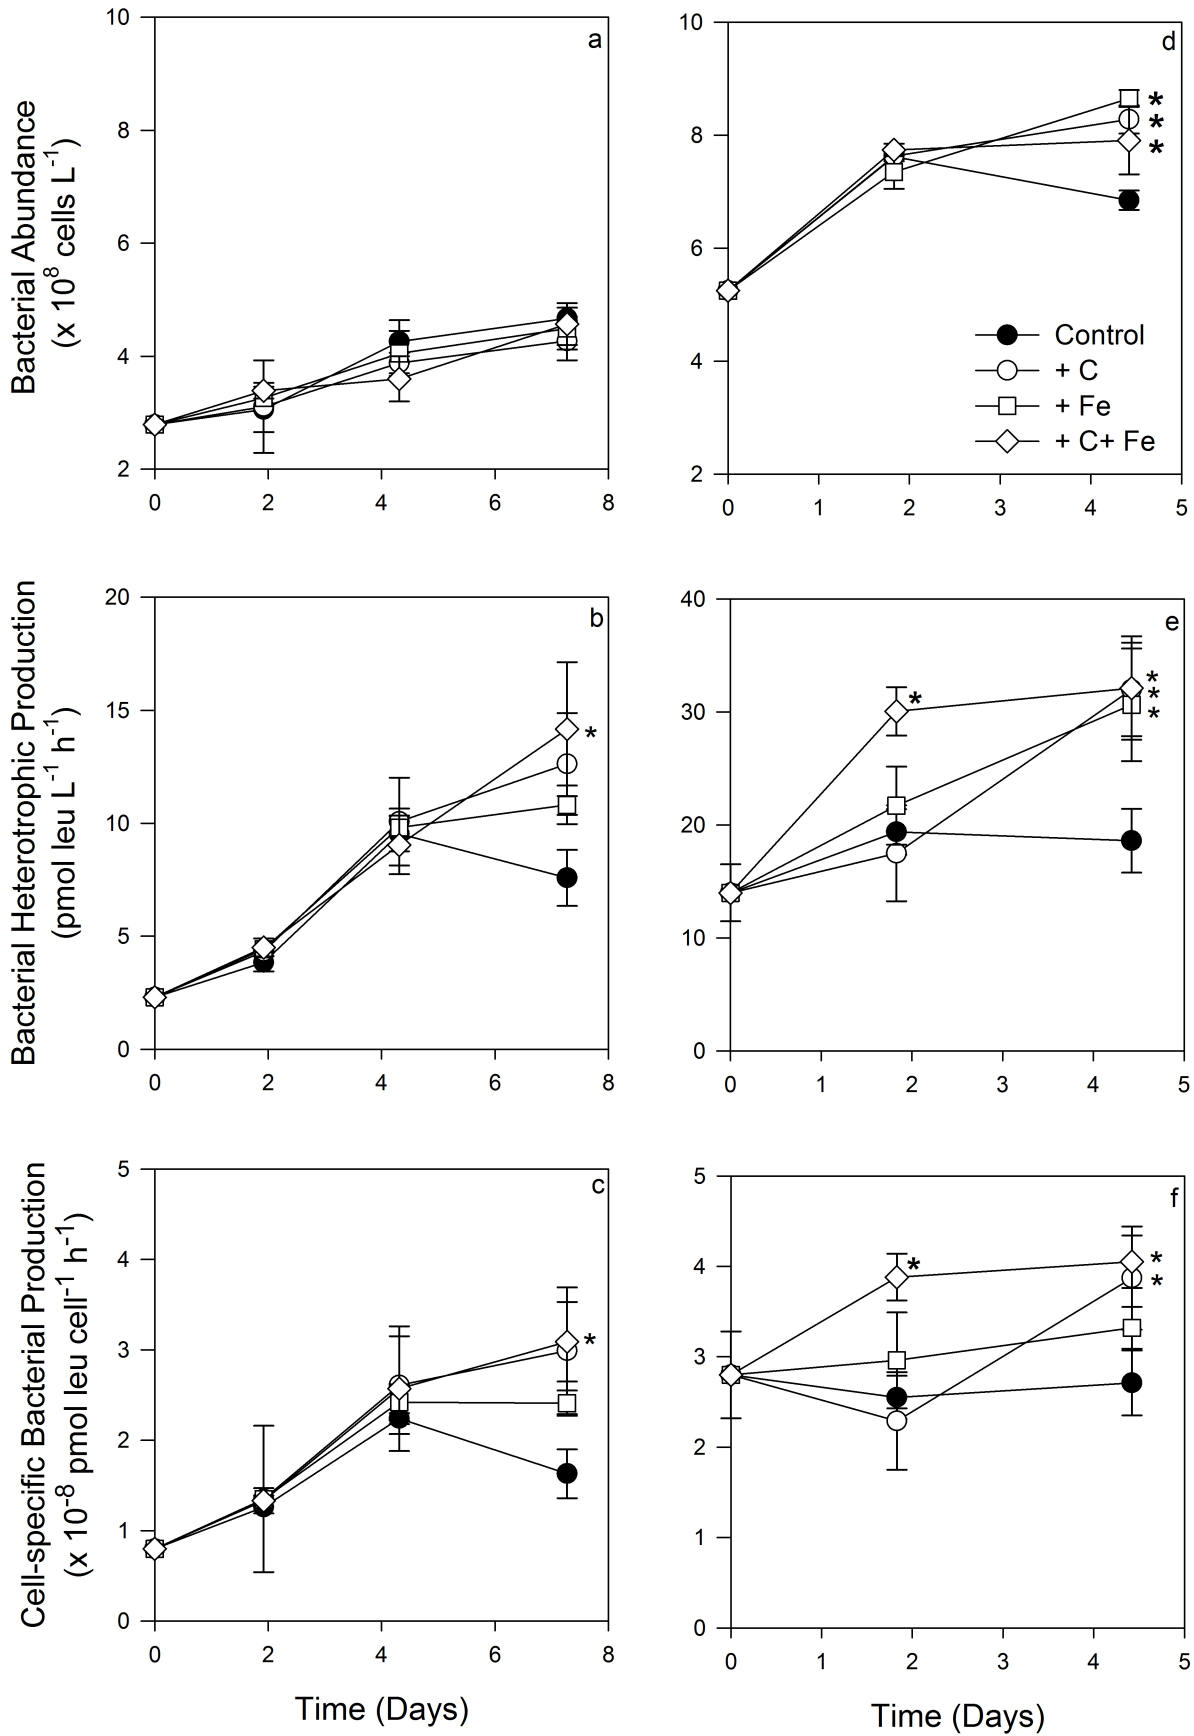 Bacterial Abundance
(x 10⁸ cells L⁻¹)
10
8
6
4
2
a
0 2 4 6 8
10
8
6
4
2
d
*
*
*
Control
+ C
+ Fe
+ C+ Fe
0 1 2 3 4 5
Bacterial Heterotrophic Production
(pmol leu L⁻¹ h⁻¹)
20
15
10
5
0
b
*
0 2 4 6 8
40
30
20
10
0
e
*
*
*
*
0 1 2 3 4 5
Cell-specific Bacterial Production
(x 10⁻⁸ pmol leu cell⁻¹ h⁻¹)
5
4
3
2
1
0
c
*
0 2 4 6 8
Time (Days)
5
4
3
2
1
0
f
*
*
*
0 1 2 3 4 5
Time (Days)